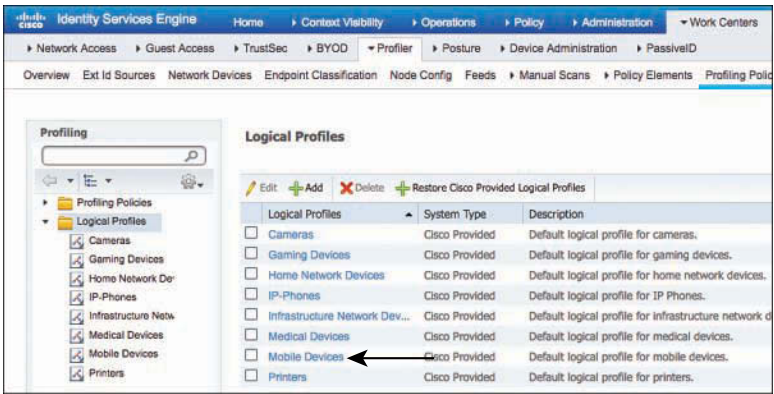 cisco Identity Services Engine Home Context Visibility Operations Policy Administration Work Centers
Network Access Guest Access TrustSec BYOD Profiler Posture Device Administration PassiveID
Overview Ext Id Sources Network Devices Endpoint Classification Node Config Feeds Manual Scans Policy Elements Profiling Polic
Profiling
Logical Profiles
Edit Add Delete Restore Cisco Provided Logical Profiles
Profiling Policies
Logical Profiles
Cameras
Gaming Devices
Home Network De
IP-Phones
Infrastructure Netw
Medical Devices
Mobile Devices
Printers
Logical Profiles System Type Description
Cameras Cisco Provided Default logical profile for cameras.
Gaming Devices Cisco Provided Default logical profile for gaming devices.
Home Network Devices Cisco Provided Default logical profile for home network devices.
IP-Phones Cisco Provided Default logical profile for IP Phones.
Infrastructure Network Dev... Cisco Provided Default logical profile for infrastructure network d
Medical Devices Cisco Provided Default logical profile for medical devices.
Mobile Devices Cisco Provided Default logical profile for mobile devices.
Printers Cisco Provided Default logical profile for printers.